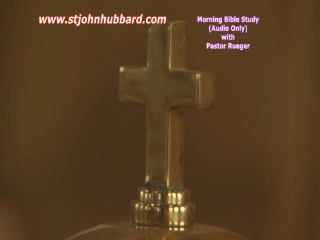 www.stjohnhubbard.com
Morning Bible Study
(Audio Only)
with
Pastor Rueger